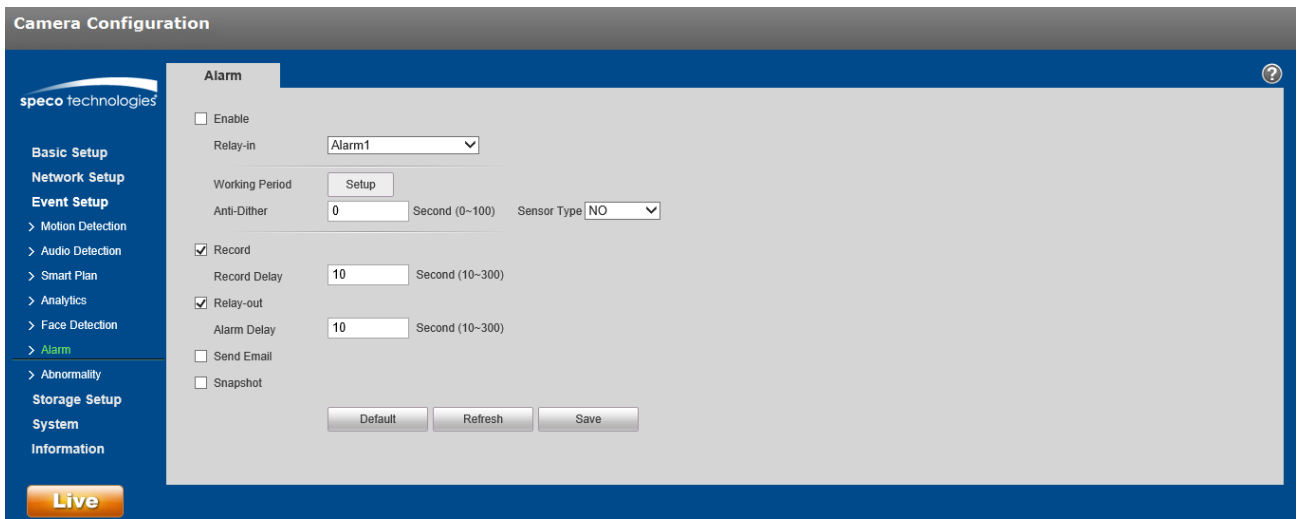 Camera Configuration
speco technologies
Basic Setup
Network Setup
Event Setup
> Motion Detection
> Audio Detection
> Smart Plan
> Analytics
> Face Detection
> Alarm
> Abnormality
Storage Setup
System
Information
Live
Alarm
?
Enable
Relay-in Alarm1
Working Period Setup
Anti-Dither 0 Second (0~100) Sensor Type NO
Record
Record Delay 10 Second (10~300)
Relay-out
Alarm Delay 10 Second (10~300)
Send Email
Snapshot
Default Refresh Save